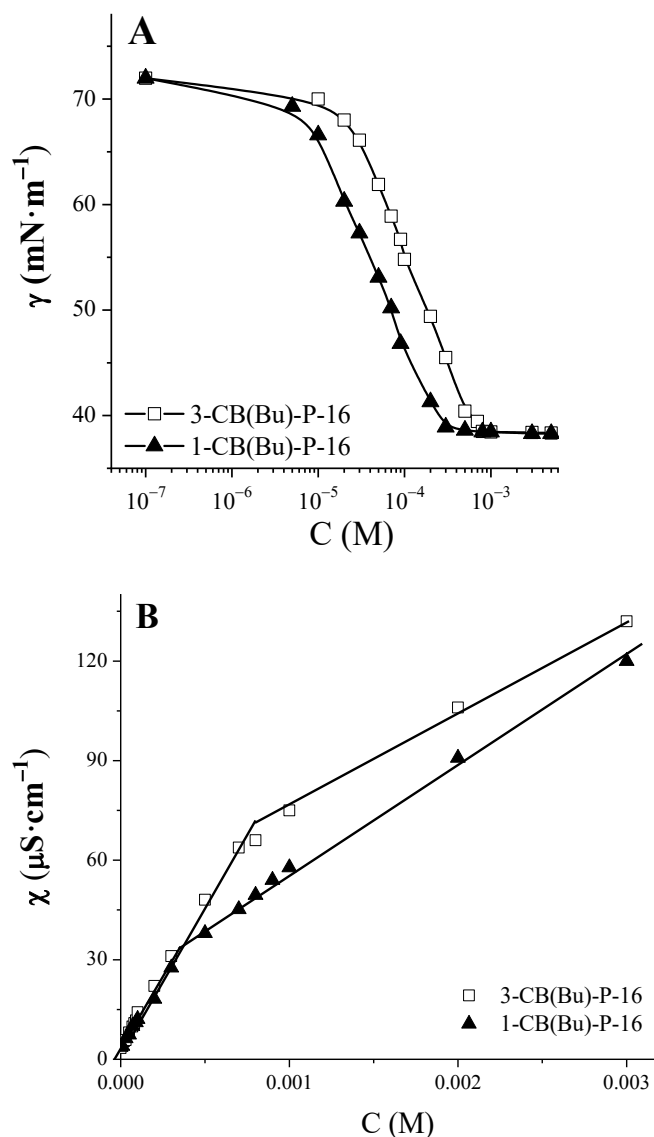 A
γ (mN·m⁻¹)
70
60
50
40
3-CB(Bu)-P-16
1-CB(Bu)-P-16
10⁻⁷ 10⁻⁶ 10⁻⁵ 10⁻⁴ 10⁻³
C (M)
B
χ (μS·cm⁻¹)
120
90
60
30
0
3-CB(Bu)-P-16
1-CB(Bu)-P-16
0.000 0.001 0.002 0.003
C (M)